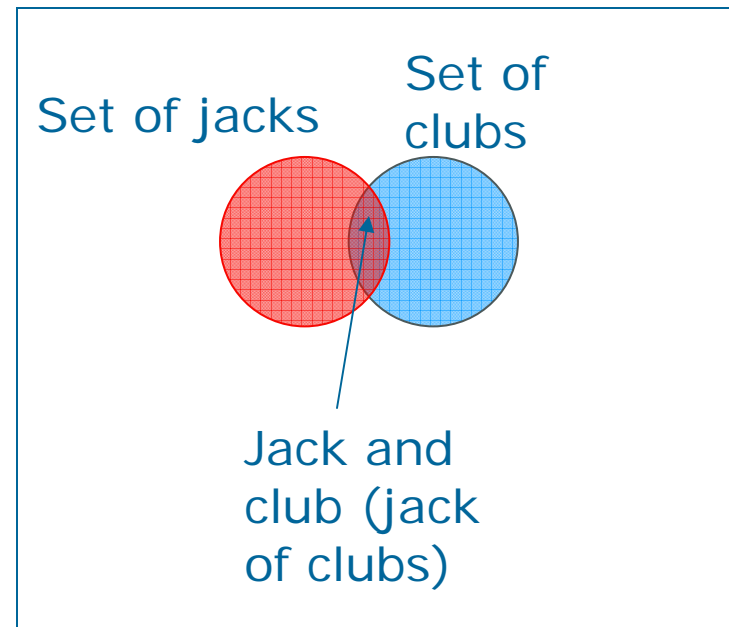 Set of jacks
Set of
clubs
Jack and
club (jack
of clubs)